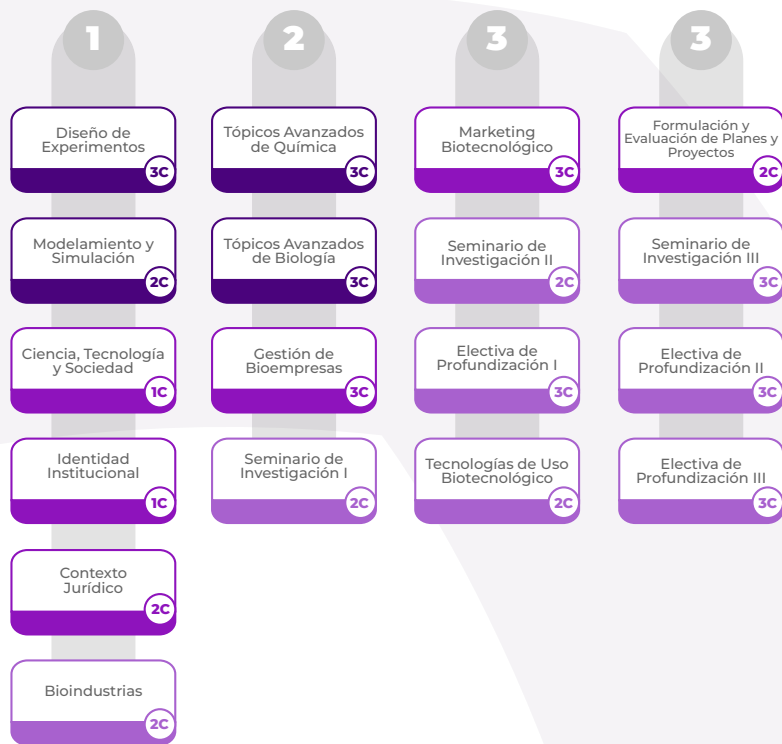 1
Diseño de
Experimentos
3C
Modelamiento y
Simulación
2C
Ciencia, Tecnología
y Sociedad
1C
Identidad
Institucional
1C
Contexto
Jurídico
2C
Bioindustrias
2C
2
Tópicos Avanzados
de Química
3C
Tópicos Avanzados
de Biología
3C
Gestión de
Bioempresas
3C
Seminario de
Investigación I
2C
3
Marketing
Biotecnológico
3C
Seminario de
Investigación II
2C
Electiva de
Profundización I
3C
Tecnologías de Uso
Biotecnológico
2C
3
Formulación y
Evaluación de Planes y
Proyectos
2C
Seminario de
Investigación III
3C
Electiva de
Profundización II
3C
Electiva de
Profundización III
3C